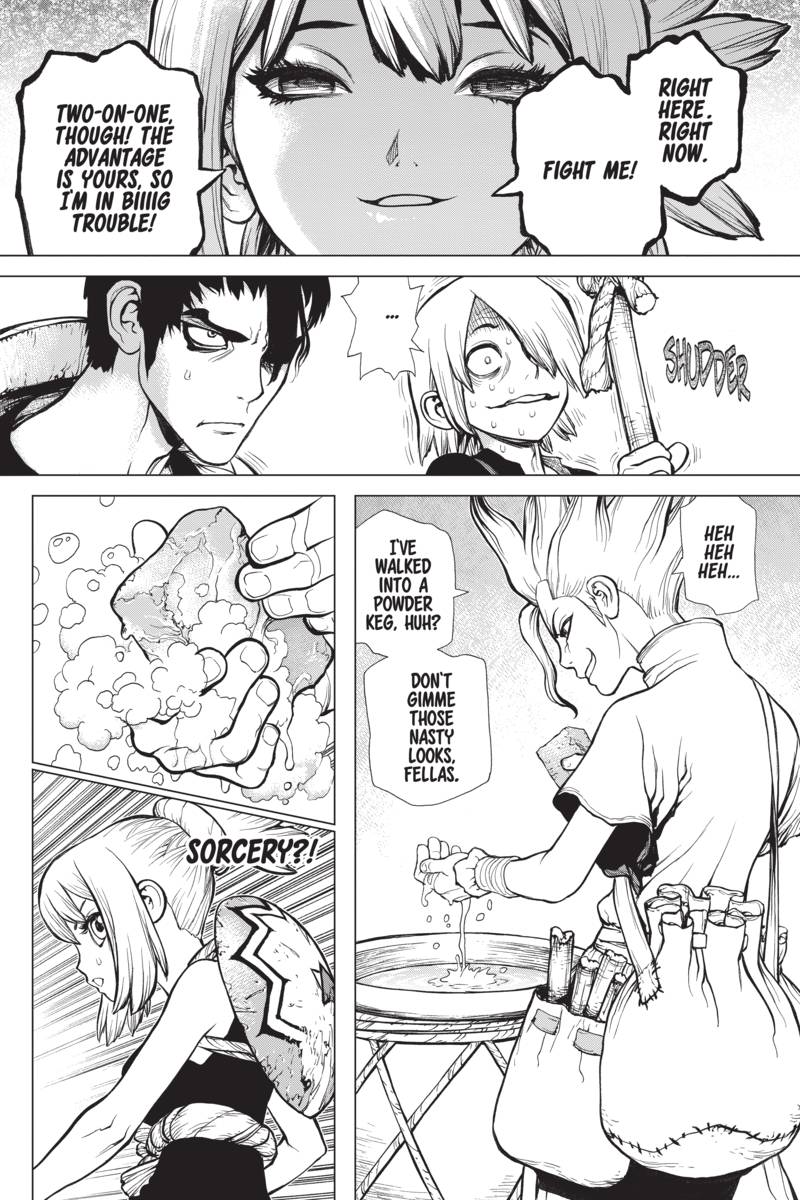 RIGHT
HERE.
RIGHT
NOW.
FIGHT ME!
TWO-ON-ONE,
THOUGH! THE
ADVANTAGE
IS YOURS, SO
I'M IN BIIIIG
TROUBLE!
SHUDDER
...
HEH
HEH
HEH...
I'VE
WALKED
INTO A
POWDER
KEG, HUH?
DON'T
GIMME
THOSE
NASTY
LOOKS,
FELLAS.
SORCERY?!